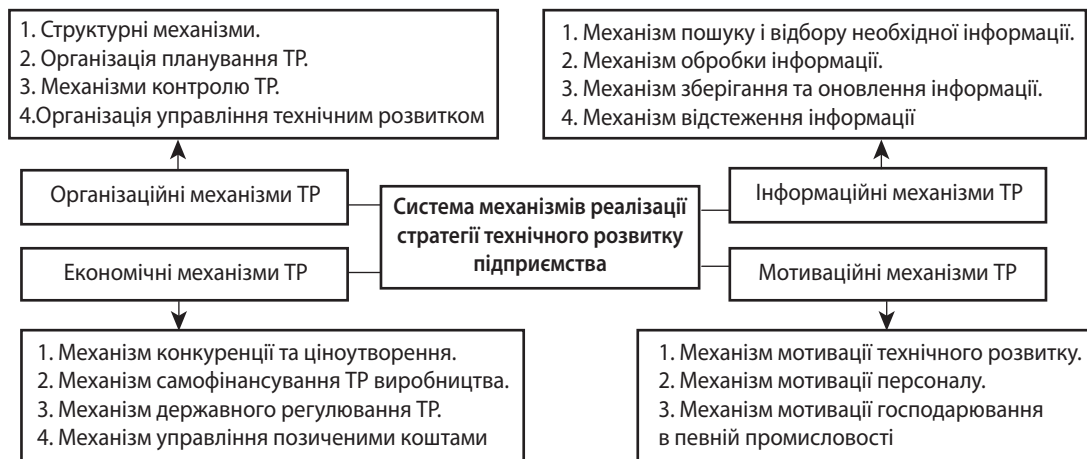 1. Структурні механізми.
2. Організація планування ТР.
3. Механізми контролю ТР.
4.Організація управління технічним розвитком
1. Механізм пошуку і відбору необхідної інформації.
2. Механізм обробки інформації.
3. Механізм зберігання та оновлення інформації.
4. Механізм відстеження інформації
Організаційні механізми ТР
Система механізмів реалізації
стратегії технічного розвитку
підприємства
Інформаційні механізми ТР
Економічні механізми ТР
Мотиваційні механізми ТР
1. Механізм конкуренції та ціноутворення.
2. Механізм самофінансування ТР виробництва.
3. Механізм державного регулювання ТР.
4. Механізм управління позиченими коштами
1. Механізм мотивації технічного розвитку.
2. Механізм мотивації персоналу.
3. Механізм мотивації господарювання
в певній промисловості